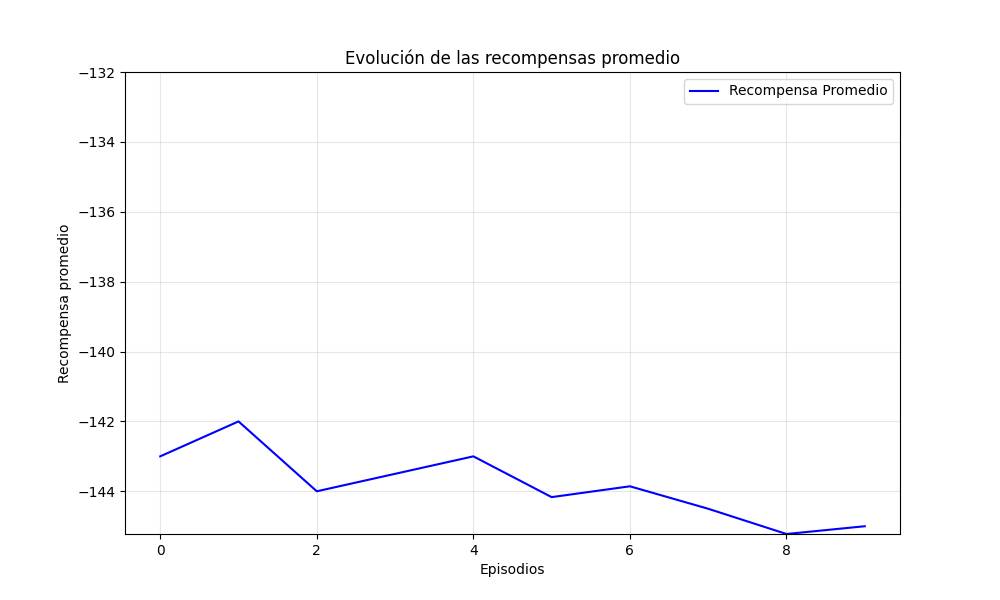 Evolución de las recompensas promedio
Recompensa Promedio
Recompensa promedio
−132
−134
−136
−138
−140
−142
−144
0 2 4 6 8
Episodios